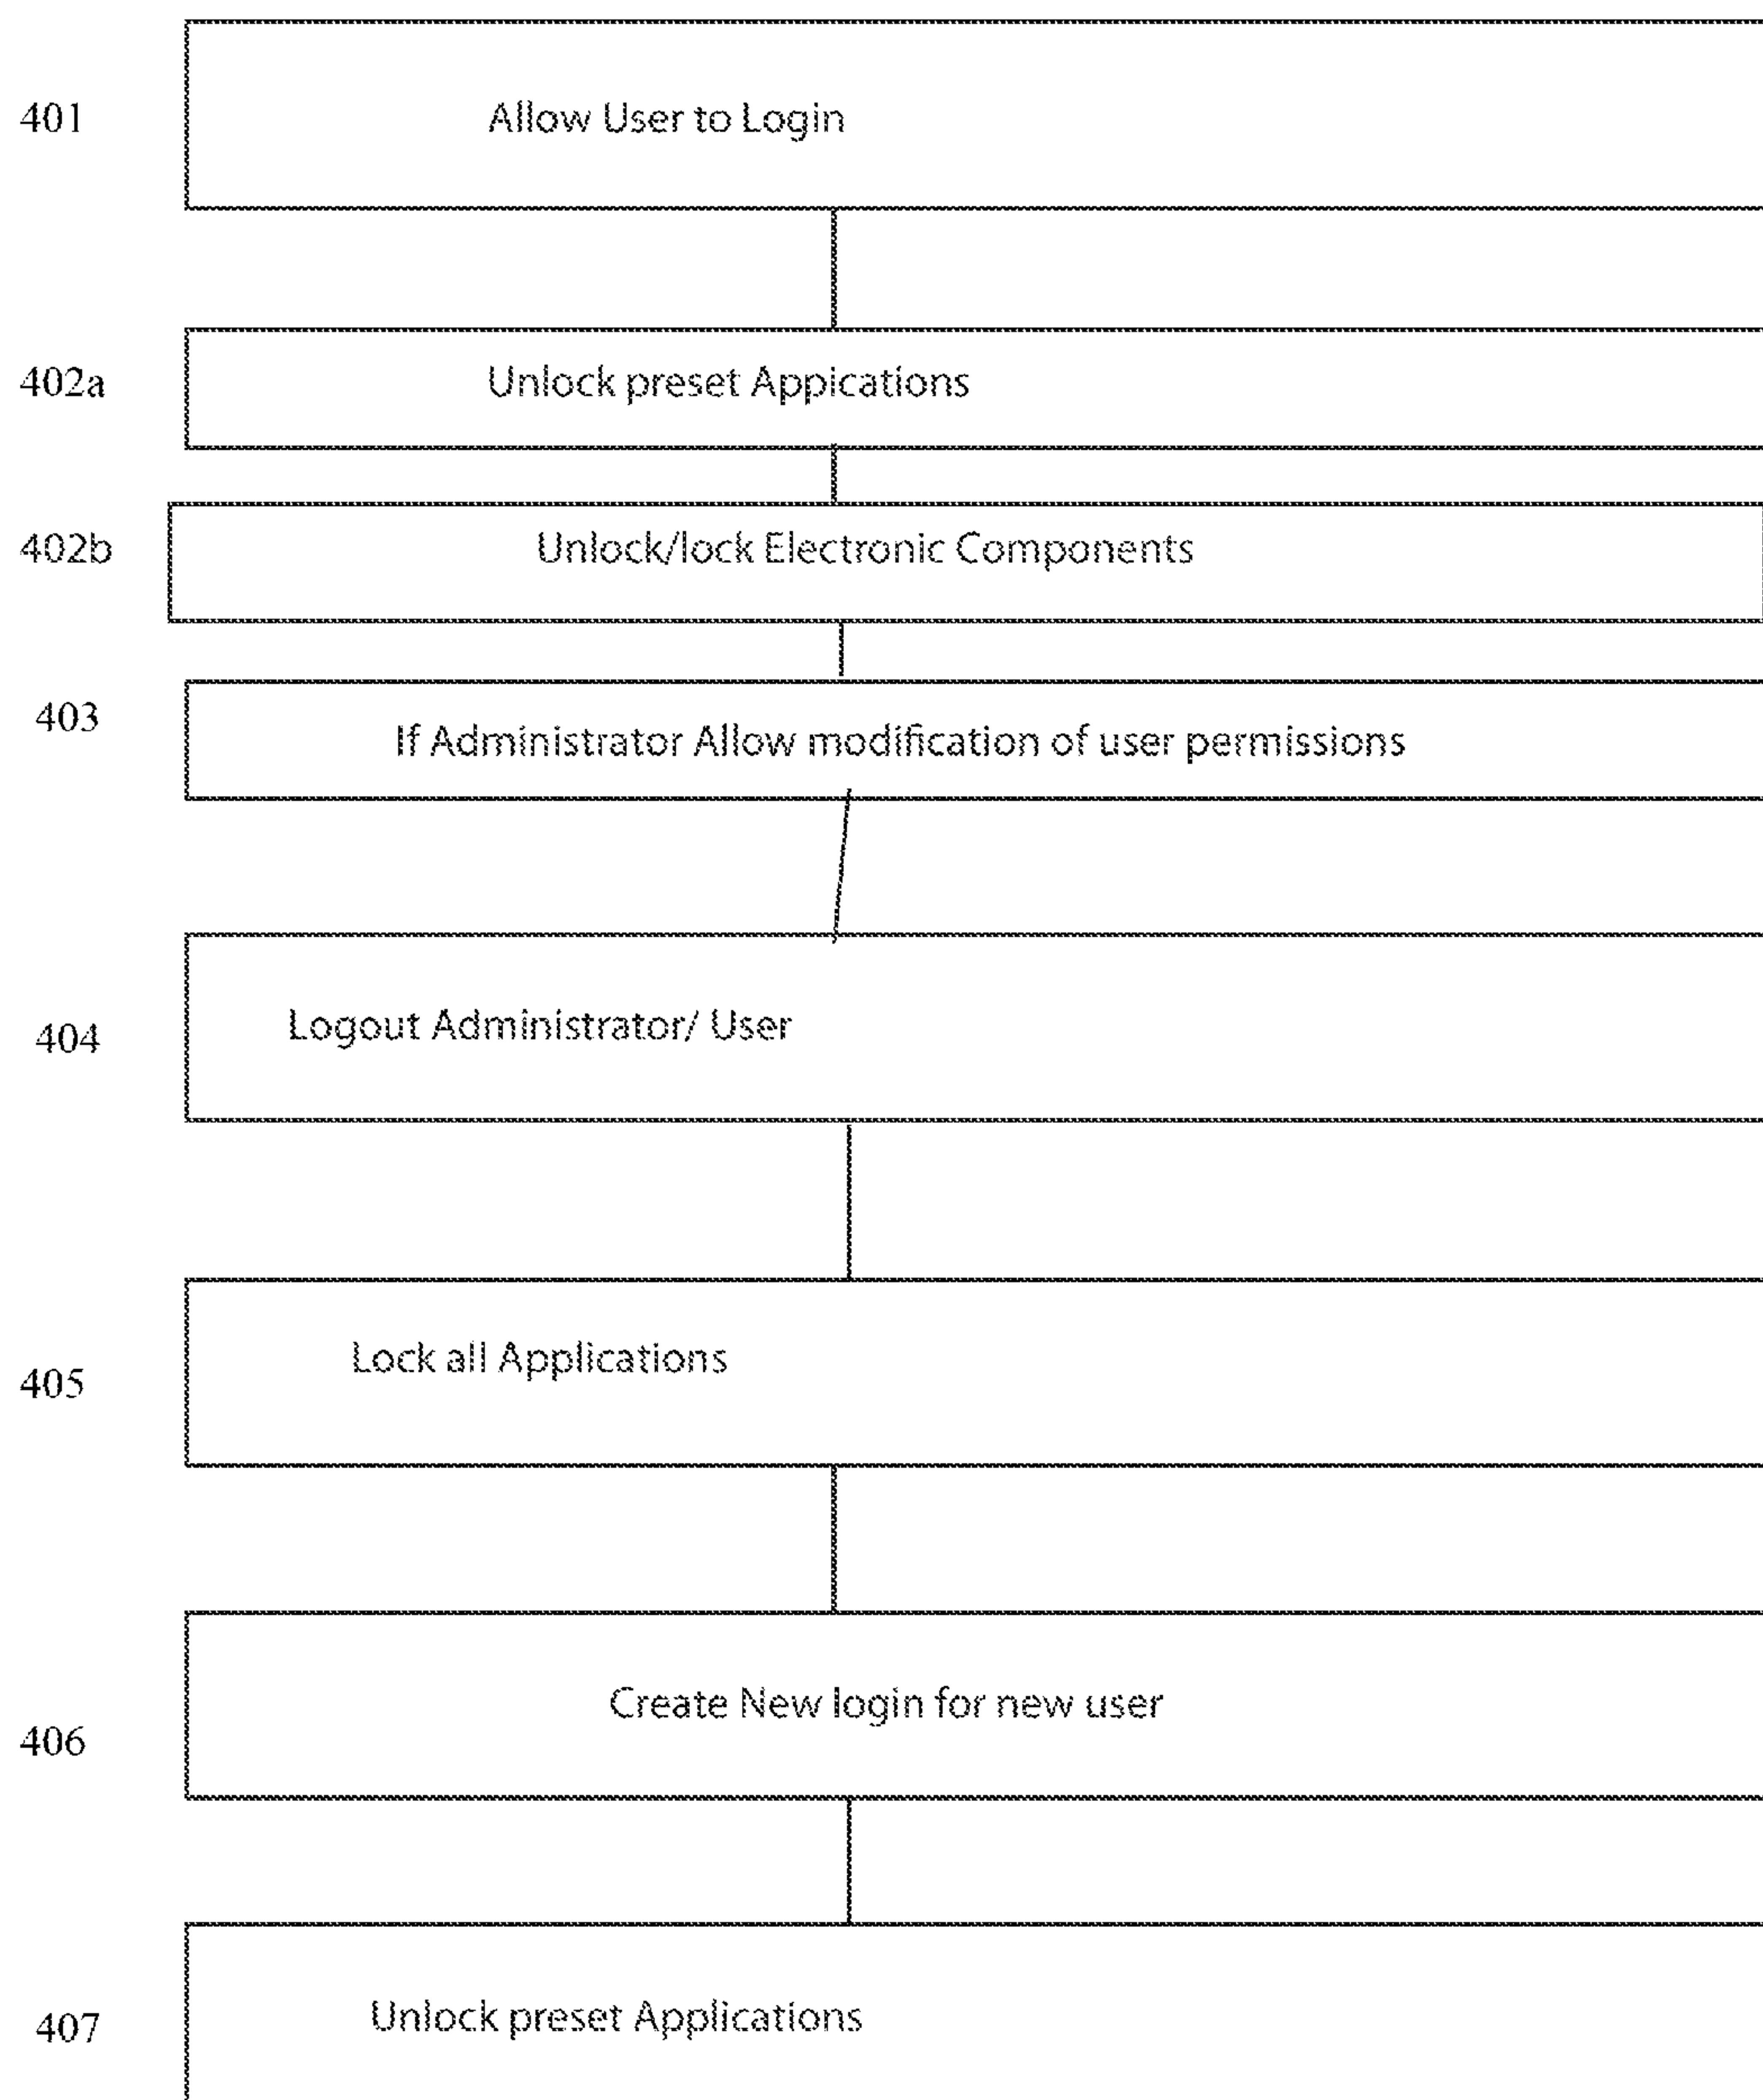 401 Allow User to Login
402a Unlock preset Appications
402b Unlock/lock Electronic Components
403 If Administrator Allow modification of user permissions
404 Logout Administrator/ User
405 Lock all Applications
406 Create New login for new user
407 Unlock preset Applications